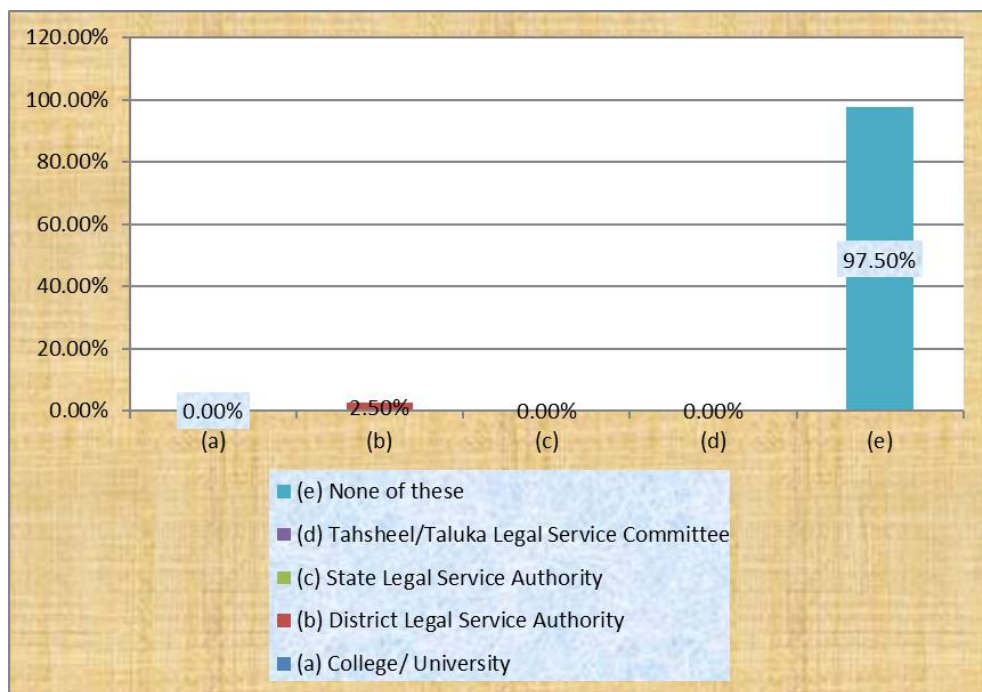 120.00%
100.00%
80.00%
60.00%
40.00%
20.00%
0.00%
0.00%
2.50%
0.00%
0.00%
97.50%
(a)
(b)
(c)
(d)
(e)
(e) None of these
(d) Tahsheel/Taluka Legal Service Committee
(c) State Legal Service Authority
(b) District Legal Service Authority
(a) College/ University